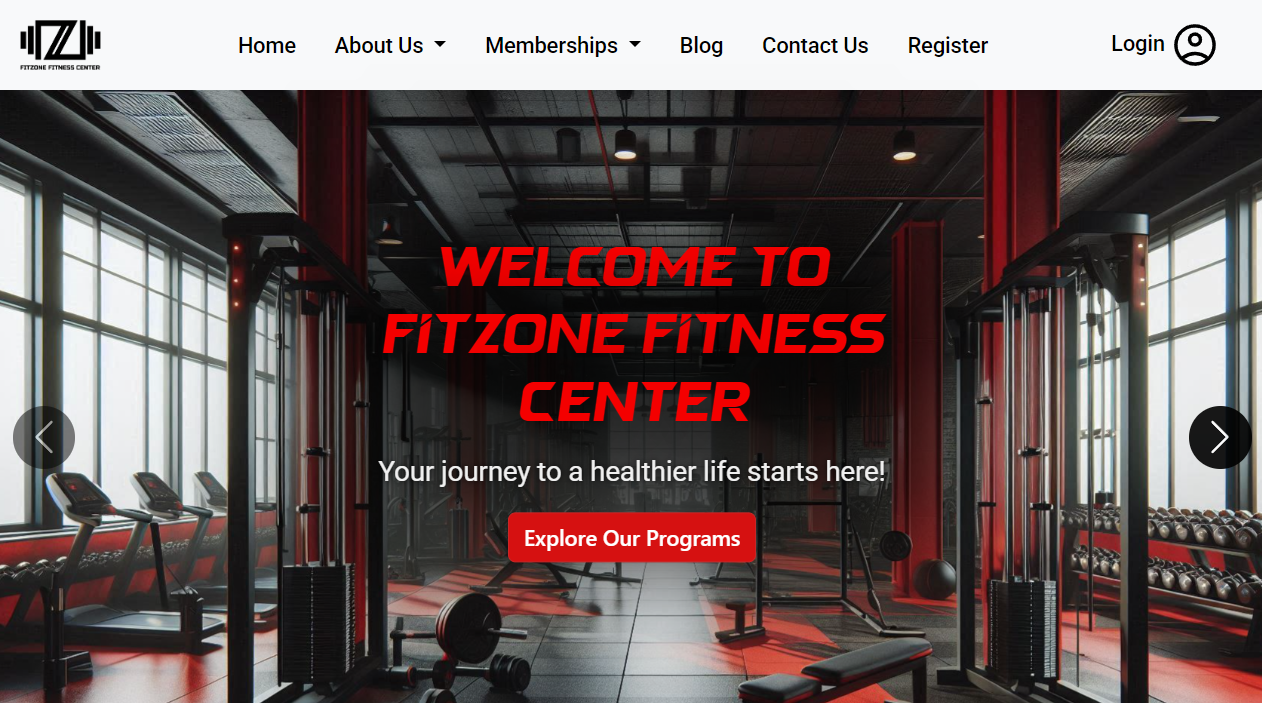 FITZONE FITNESS CENTER
Home
About Us
Memberships
Blog
Contact Us
Register
Login
WELCOME TO
FITZONE FITNESS
CENTER
Your journey to a healthier life starts here!
Explore Our Programs